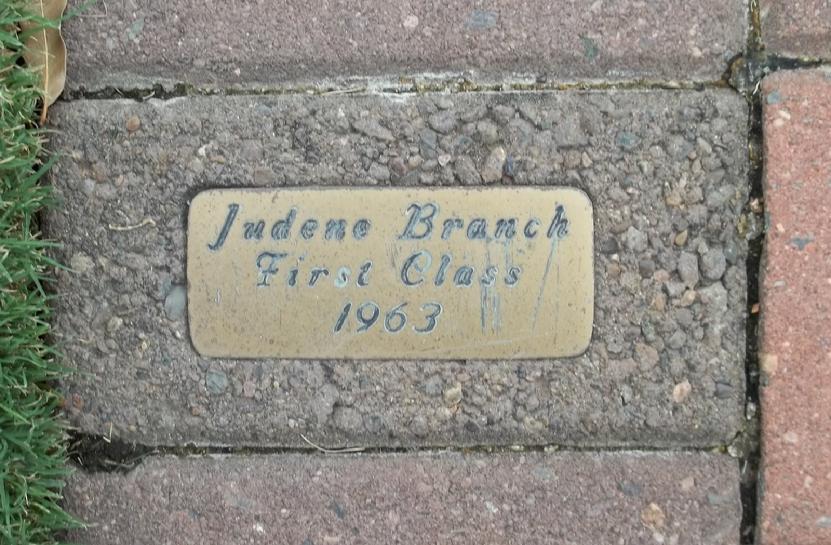 Judene Branch
First Class
1963